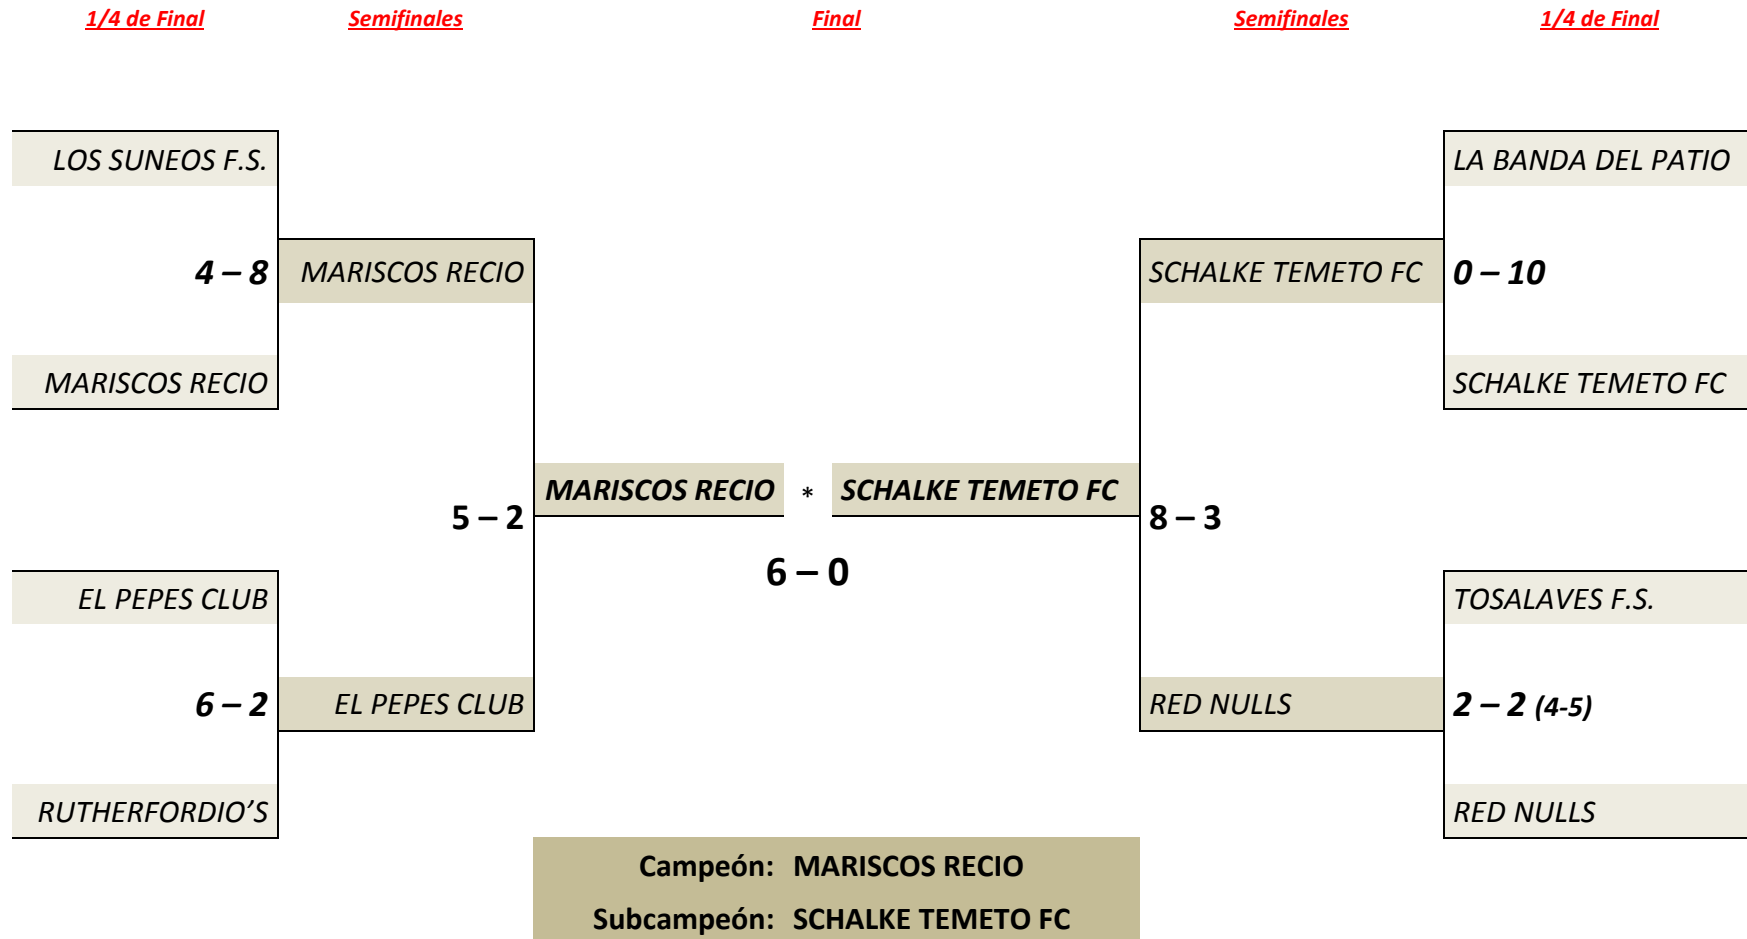 1/4 de Final Semifinales Final Semifinales 1/4 de Final
LOS SUNEOS F.S. LA BANDA DEL PATIO
4 – 8 MARISCOS RECIO SCHALKE TEMETO FC 0 – 10
MARISCOS RECIO SCHALKE TEMETO FC
MARISCOS RECIO * SCHALKE TEMETO FC
5 – 2 8 – 3
6 – 0
EL PEPES CLUB TOSALAVES F.S.
6 – 2 EL PEPES CLUB RED NULLS 2 – 2 (4-5)
RUTHERFORDIO’S RED NULLS
Campeón: MARISCOS RECIO
Subcampeón: SCHALKE TEMETO FC